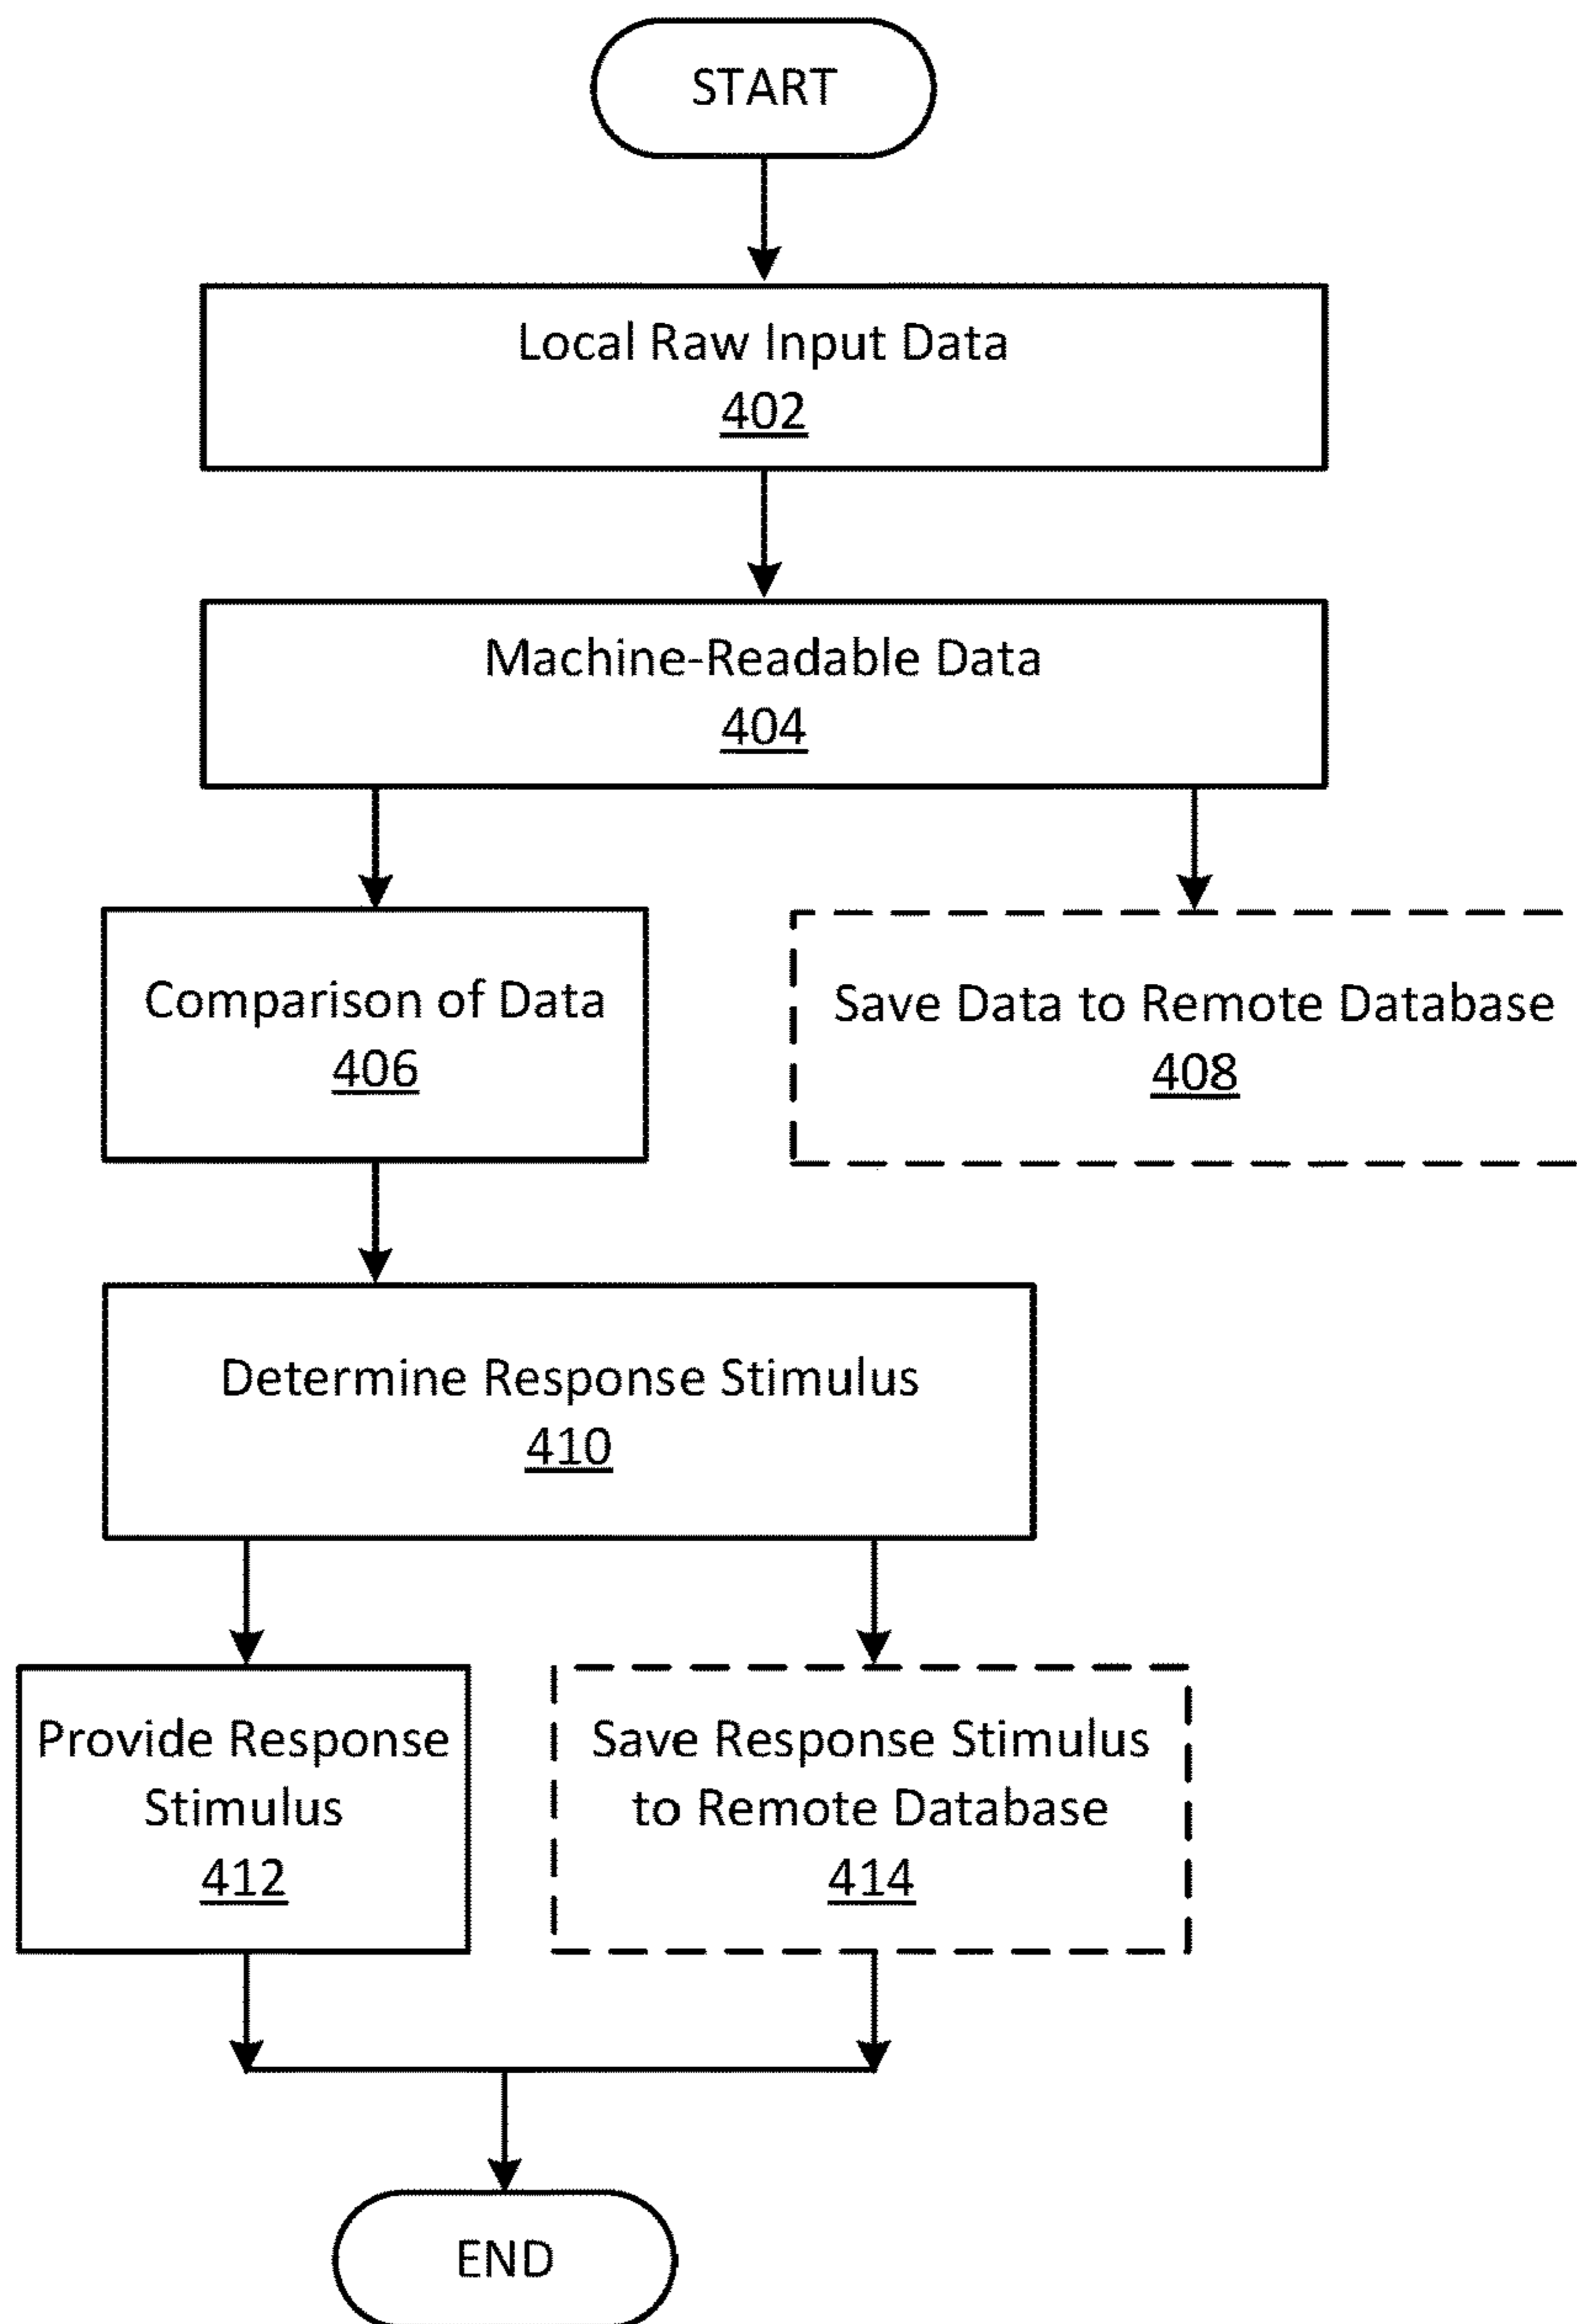 START
Local Raw Input Data
402
Machine-Readable Data
404
Comparison of Data
406
Save Data to Remote Database
408
Determine Response Stimulus
410
Provide Response
Stimulus
412
Save Response Stimulus
to Remote Database
414
END